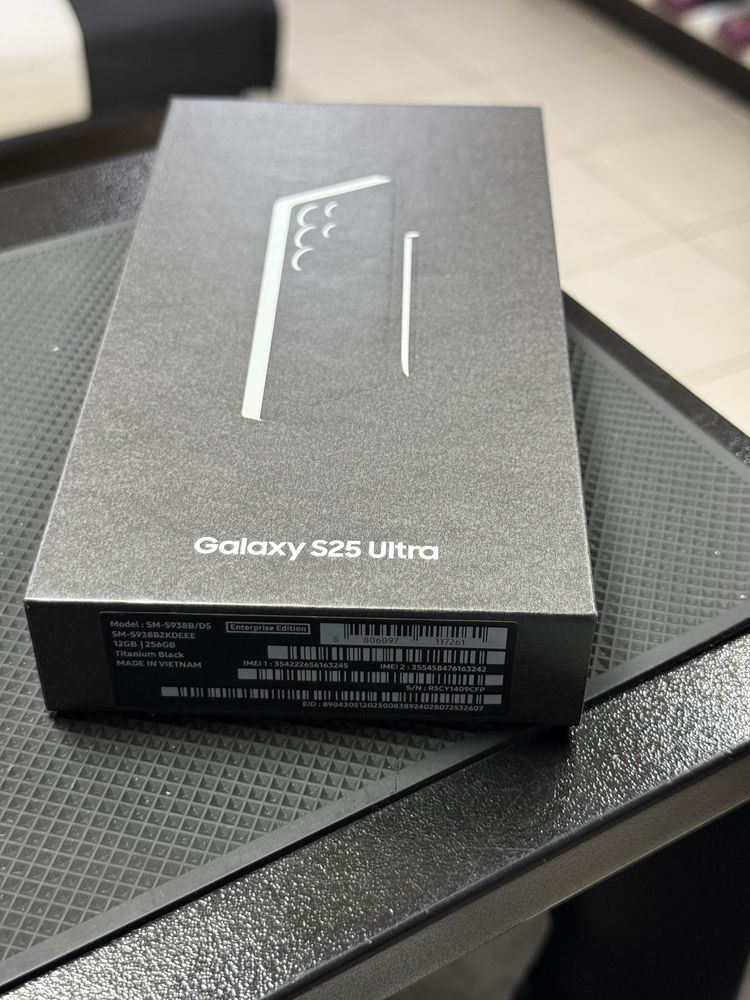 Galaxy S25 Ultra
Model : SM-S938B/DS
SM-S938BZKDEEE
12GB | 256GB
Titanium Black
MADE IN VIETNAM
Enterprise Edition
8 806097 117261
IMEI 1 : 354222656163245
IMEI 2 : 355458476163242
S/N : R5CY1409CFP
EID : 89043051202300838924028072532607